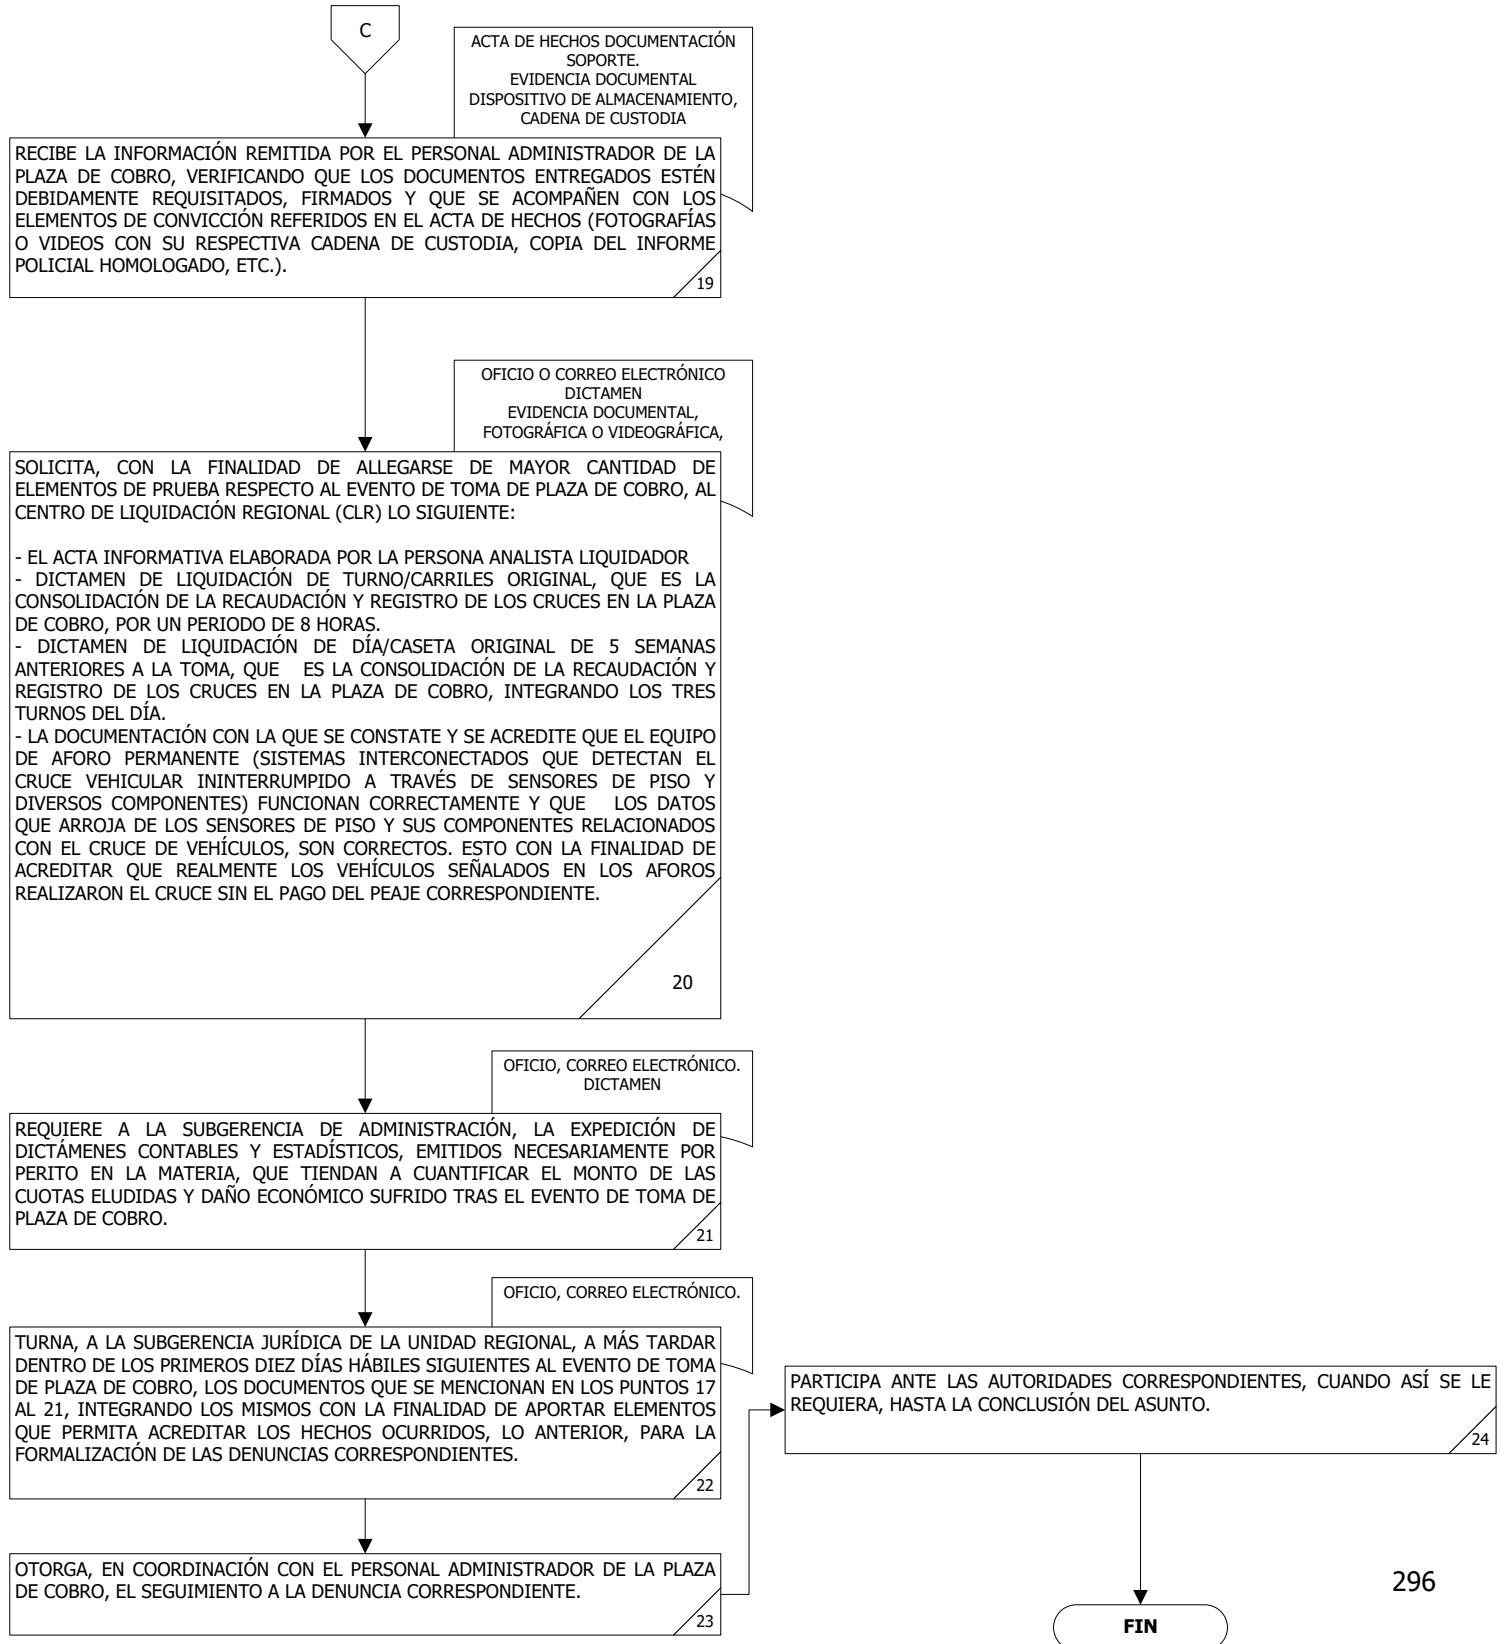 C
ACTA DE HECHOS DOCUMENTACIÓN
SOPORTE.
EVIDENCIA DOCUMENTAL
DISPOSITIVO DE ALMACENAMIENTO,
CADENA DE CUSTODIA
RECIBE LA INFORMACIÓN REMITIDA POR EL PERSONAL ADMINISTRADOR DE LA
PLAZA DE COBRO, VERIFICANDO QUE LOS DOCUMENTOS ENTREGADOS ESTÉN
DEBIDAMENTE REQUISITADOS, FIRMADOS Y QUE SE ACOMPAÑEN CON LOS
ELEMENTOS DE CONVICCIÓN REFERIDOS EN EL ACTA DE HECHOS (FOTOGRAFÍAS
O VIDEOS CON SU RESPECTIVA CADENA DE CUSTODIA, COPIA DEL INFORME
POLICIAL HOMOLOGADO, ETC.).
19
OFICIO O CORREO ELECTRÓNICO
DICTAMEN
EVIDENCIA DOCUMENTAL,
FOTOGRÁFICA O VIDEOGRÁFICA,
SOLICITA, CON LA FINALIDAD DE ALLEGARSE DE MAYOR CANTIDAD DE
ELEMENTOS DE PRUEBA RESPECTO AL EVENTO DE TOMA DE PLAZA DE COBRO, AL
CENTRO DE LIQUIDACIÓN REGIONAL (CLR) LO SIGUIENTE:
- EL ACTA INFORMATIVA ELABORADA POR LA PERSONA ANALISTA LIQUIDADOR
- DICTAMEN DE LIQUIDACIÓN DE TURNO/CARRILES ORIGINAL, QUE ES LA
CONSOLIDACIÓN DE LA RECAUDACIÓN Y REGISTRO DE LOS CRUCES EN LA PLAZA
DE COBRO, POR UN PERIODO DE 8 HORAS.
- DICTAMEN DE LIQUIDACIÓN DE DÍA/CASETA ORIGINAL DE 5 SEMANAS
ANTERIORES A LA TOMA, QUE ES LA CONSOLIDACIÓN DE LA RECAUDACIÓN Y
REGISTRO DE LOS CRUCES EN LA PLAZA DE COBRO, INTEGRANDO LOS TRES
TURNOS DEL DÍA.
- LA DOCUMENTACIÓN CON LA QUE SE CONSTATE Y SE ACREDITE QUE EL EQUIPO
DE AFORO PERMANENTE (SISTEMAS INTERCONECTADOS QUE DETECTAN EL
CRUCE VEHICULAR ININTERRUMPIDO A TRAVÉS DE SENSORES DE PISO Y
DIVERSOS COMPONENTES) FUNCIONAN CORRECTAMENTE Y QUE LOS DATOS
QUE ARROJA DE LOS SENSORES DE PISO Y SUS COMPONENTES RELACIONADOS
CON EL CRUCE DE VEHÍCULOS, SON CORRECTOS. ESTO CON LA FINALIDAD DE
ACREDITAR QUE REALMENTE LOS VEHÍCULOS SEÑALADOS EN LOS AFOROS
REALIZARON EL CRUCE SIN EL PAGO DEL PEAJE CORRESPONDIENTE.
20
OFICIO, CORREO ELECTRÓNICO.
DICTAMEN
REQUIERE A LA SUBGERENCIA DE ADMINISTRACIÓN, LA EXPEDICIÓN DE
DICTÁMENES CONTABLES Y ESTADÍSTICOS, EMITIDOS NECESARIAMENTE POR
PERITO EN LA MATERIA, QUE TIENDAN A CUANTIFICAR EL MONTO DE LAS
CUOTAS ELUDIDAS Y DAÑO ECONÓMICO SUFRIDO TRAS EL EVENTO DE TOMA DE
PLAZA DE COBRO.
21
OFICIO, CORREO ELECTRÓNICO.
TURNA, A LA SUBGERENCIA JURÍDICA DE LA UNIDAD REGIONAL, A MÁS TARDAR
DENTRO DE LOS PRIMEROS DIEZ DÍAS HÁBILES SIGUIENTES AL EVENTO DE TOMA
DE PLAZA DE COBRO, LOS DOCUMENTOS QUE SE MENCIONAN EN LOS PUNTOS 17
AL 21, INTEGRANDO LOS MISMOS CON LA FINALIDAD DE APORTAR ELEMENTOS
QUE PERMITA ACREDITAR LOS HECHOS OCURRIDOS, LO ANTERIOR, PARA LA
FORMALIZACIÓN DE LAS DENUNCIAS CORRESPONDIENTES.
22
OTORGA, EN COORDINACIÓN CON EL PERSONAL ADMINISTRADOR DE LA PLAZA
DE COBRO, EL SEGUIMIENTO A LA DENUNCIA CORRESPONDIENTE.
23
PARTICIPA ANTE LAS AUTORIDADES CORRESPONDIENTES, CUANDO ASÍ SE LE
REQUIERA, HASTA LA CONCLUSIÓN DEL ASUNTO.
24
FIN
296